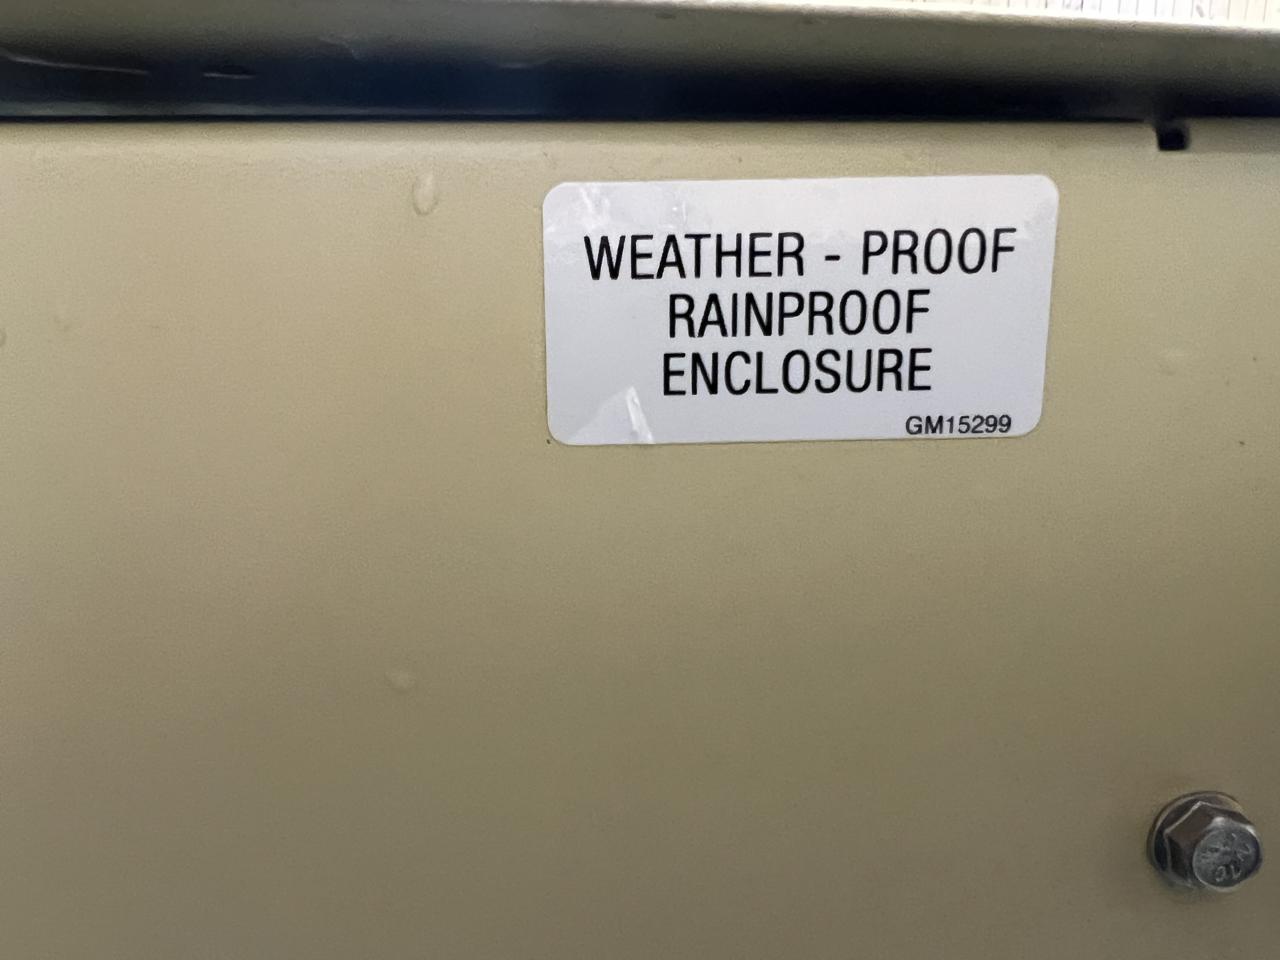 WEATHER - PROOF
RAINPROOF
ENCLOSURE
GM15299